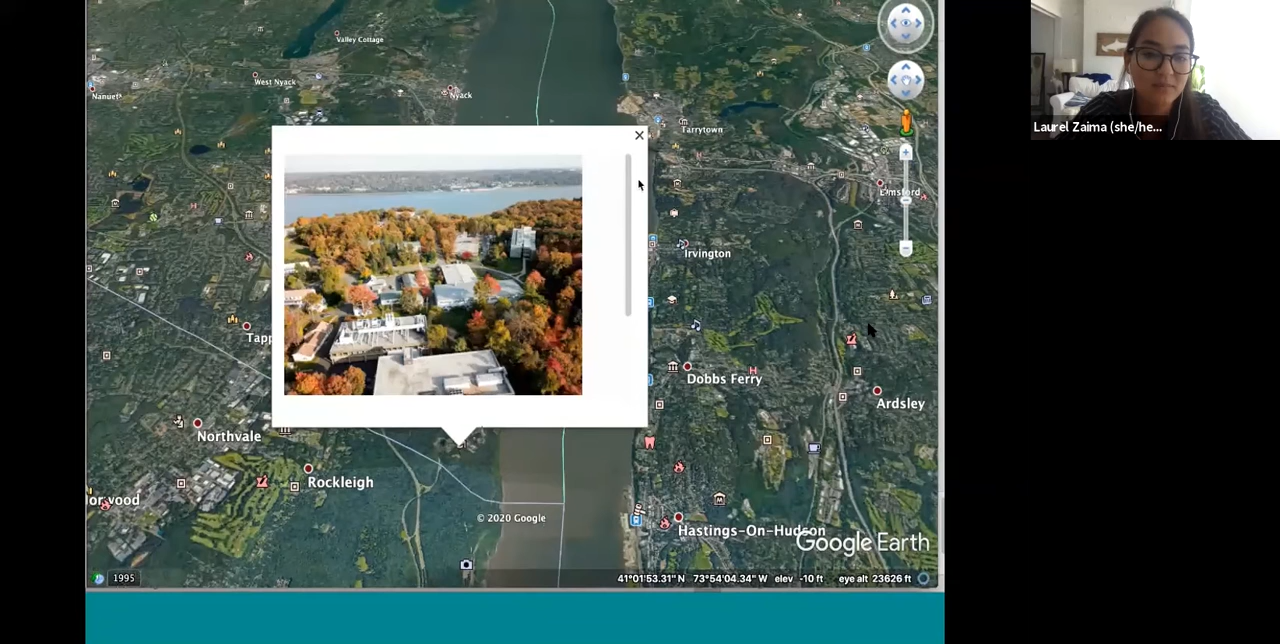 Valley Cottage
West Nyack
Nanuet
Nyack
Tarrytown
Elmsford
Laurel Zaima (she/he...
Irvington
Tapp
Dobbs Ferry
Ardsley
Northvale
Rockleigh
orwood
© 2020 Google
Hastings-On-Hudson
Google Earth
1995
41°01'53.31" N 73°54'04.34" W elev -10 ft eye alt 23626 ft